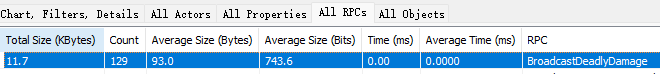 Chart, Filters, Details All Actors All Properties All RPCs All Objects
Total Size (KBytes) Count Average Size (Bytes) Average Size (Bits) Time (ms) Average Time (ms) RPC
11.7 129 93.0 743.6 0.00 0.0000 BroadcastDeadlyDamage